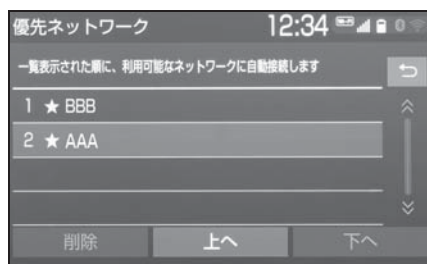 優先ネットワーク 12:34
一覧表示された順に、利用可能なネットワークに自動接続します
1 ★ BBB
2 ★ AAA
削除 上へ 下へ